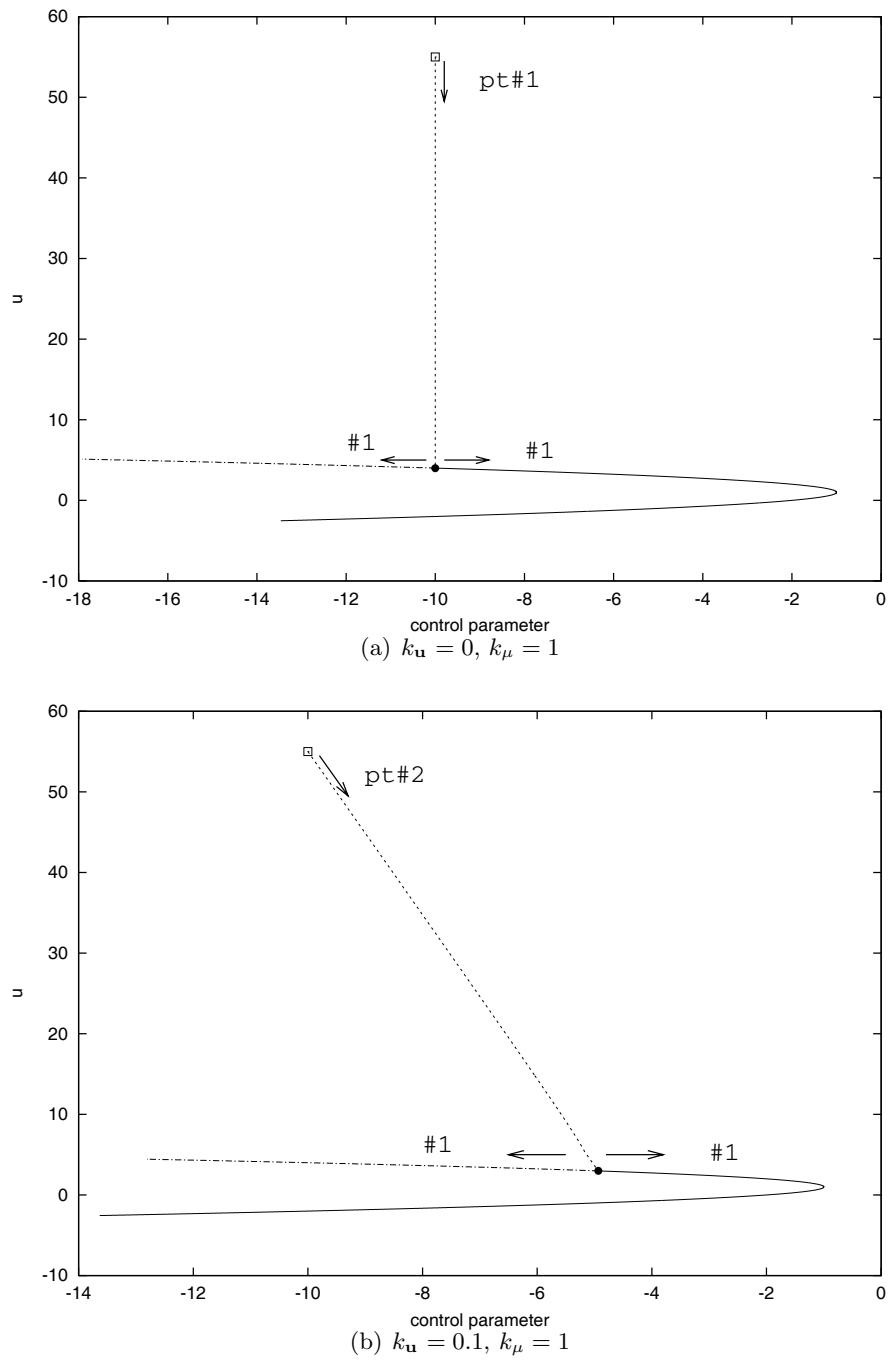 60
50
40
30
20
10
0
-10
u
pt#1
#1
#1
-18 -16 -14 -12 -10 -8 -6 -4 -2 0
control parameter
(a) k_u = 0, k_μ = 1
60
50
40
30
20
10
0
-10
u
pt#2
#1
#1
-14 -12 -10 -8 -6 -4 -2 0
control parameter
(b) k_u = 0.1, k_μ = 1